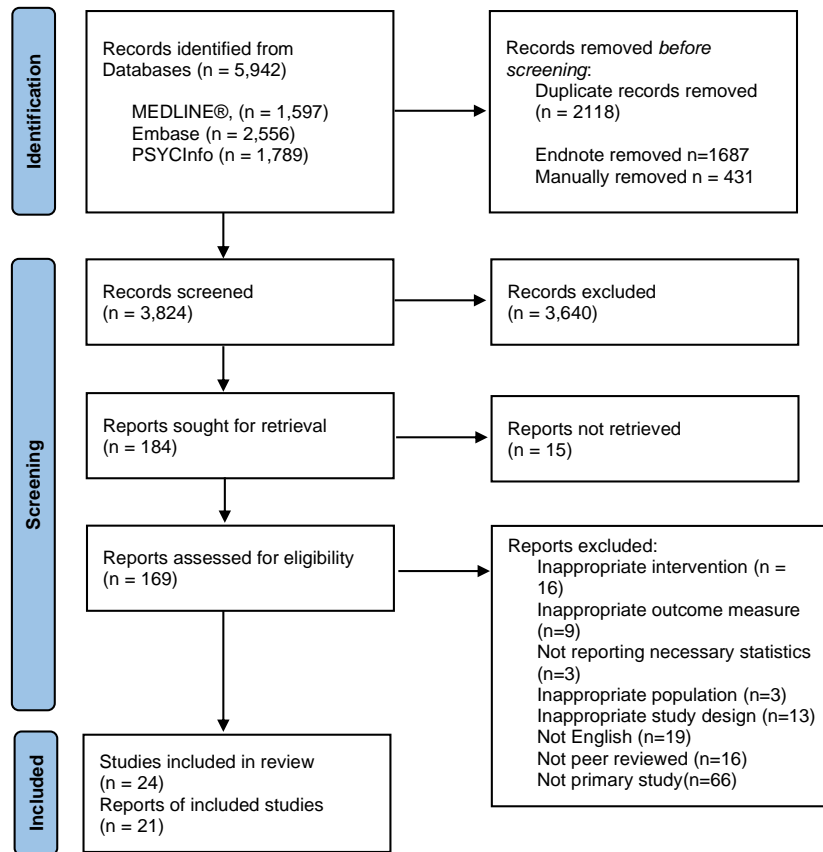 Identification
Records identified from
Databases (n = 5,942)
MEDLINE®, (n = 1,597)
Embase (n = 2,556)
PSYCInfo (n = 1,789)
Records removed before
screening:
Duplicate records removed
(n = 2118)
Endnote removed n=1687
Manually removed n = 431
Screening
Records screened
(n = 3,824)
Records excluded
(n = 3,640)
Reports sought for retrieval
(n = 184)
Reports not retrieved
(n = 15)
Reports assessed for eligibility
(n = 169)
Reports excluded:
Inappropriate intervention (n =
16)
Inappropriate outcome measure
(n=9)
Not reporting necessary statistics
(n=3)
Inappropriate population (n=3)
Inappropriate study design (n=13)
Not English (n=19)
Not peer reviewed (n=16)
Not primary study(n=66)
Included
Studies included in review
(n = 24)
Reports of included studies
(n = 21)